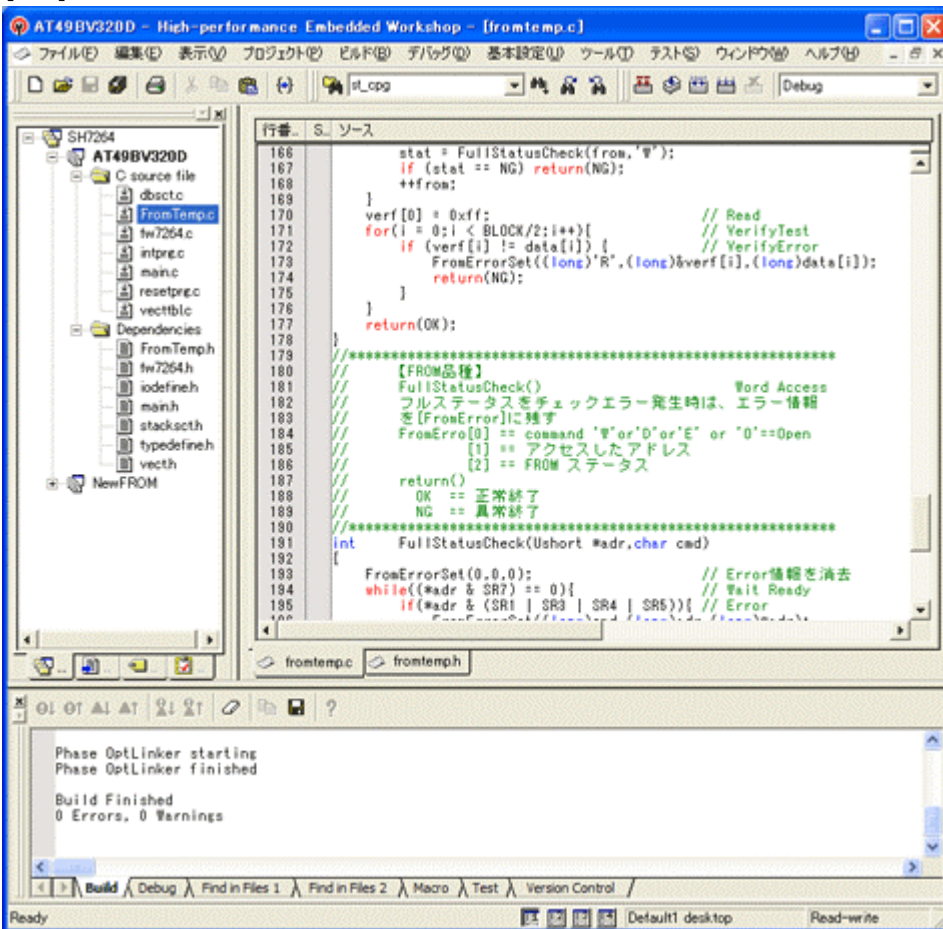 AT49BV320D - High-performance Embedded Workshop - [fromtemp.c]
ファイル(F) 編集(E) 表示(V) プロジェクト(P) ビルド(B) デバッグ(D) 基本設定(U) ツール(T) テスト(S) ウィンドウ(W) ヘルプ(H)
st_cpg
Debug
SH7264
AT49BV320D
C source file
dbsct.c
FromTemp.c
fw7264.c
intprg.c
main.c
resetprg.c
vecttbl.c
Dependencies
FromTemp.h
fw7264.h
iodefine.h
main.h
stacksct.h
typedefine.h
vect.h
NewFROM
行番... S... ソース
166 stat = FullStatusCheck(from,'W');
167 if (stat == NG) return(NG);
168 ++from;
169 }
170 verf[0] = 0xff; // Read
171 for(i = 0;i < BLOCK/2;i++){ // VerifyTest
172 if (verf[i] != data[i]) { // VerifyError
173 FromErrorSet((long)'R',(long)&verf[i],(long)data[i]);
174 return(NG);
175 }
176 }
177 return(OK);
178 }
179 //**********************************************************
180 // 【FROM品種】
181 // FullStatusCheck() Word Access
182 // フルステータスをチェックエラー発生時は、エラー情報
183 // を[FromError]に残す
184 // FromErro[0] == command 'W'or'D'or'E' or 'O'==Open
185 // [1] == アクセスしたアドレス
186 // [2] == FROM ステータス
187 // return()
188 // OK == 正常終了
189 // NG == 異常終了
190 //**********************************************************
191 int FullStatusCheck(Ushort *adr,char cmd)
192 {
193 FromErrorSet(0,0,0); // Error情報を消去
194 while((*adr & SR7) == 0){ // Wait Ready
195 if(*adr & (SR1 | SR3 | SR4 | SR5)){ // Error
fromtemp.c fromtemp.h
Phase OptLinker starting
Phase OptLinker finished
Build Finished
0 Errors, 0 Warnings
Build Debug Find in Files 1 Find in Files 2 Macro Test Version Control
Ready Default1 desktop Read-write